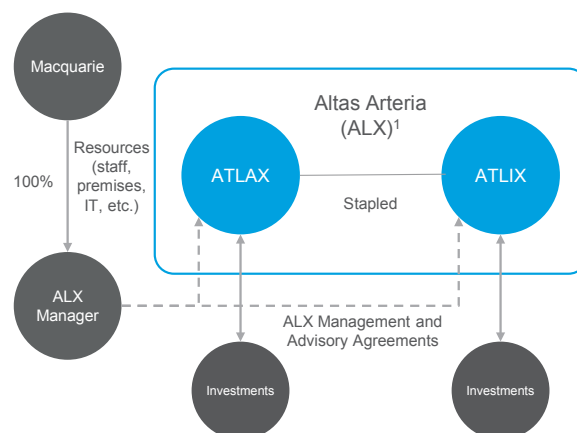 Macquarie
Altas Arteria
(ALX)1
Resources
(staff,
premises,
IT, etc.)
100%
ATLAX
ATLIX
Stapled
ALX
Manager
ALX Management and
Advisory Agreements
Investments
Investments